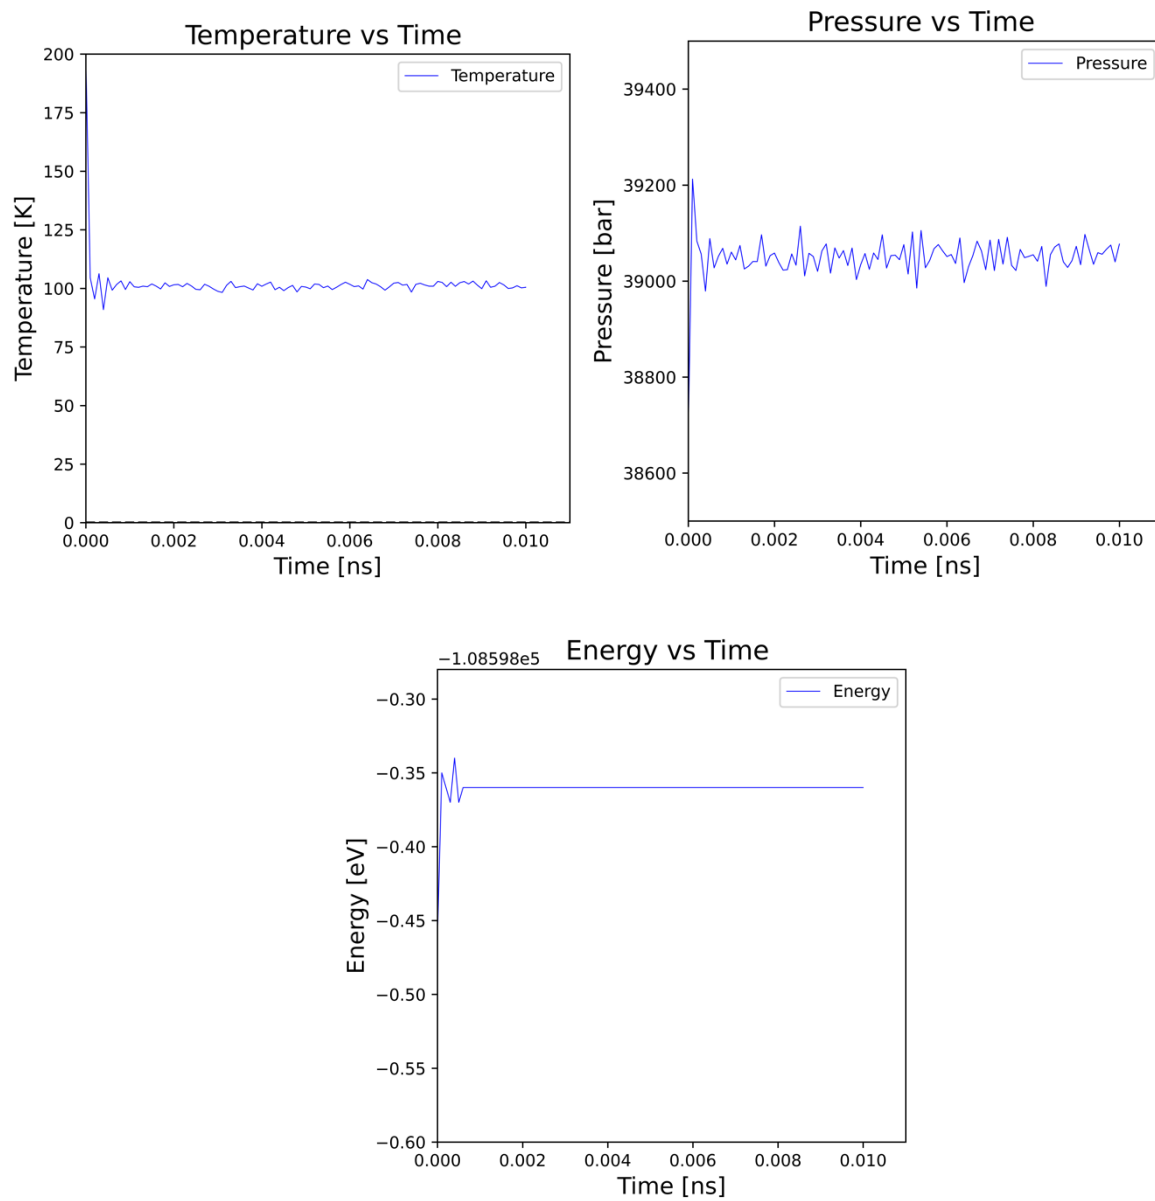 Temperature vs Time
Temperature
Temperature [K]
200
175
150
125
100
75
50
25
0
0.000 0.002 0.004 0.006 0.008 0.010
Time [ns]
Pressure vs Time
Pressure
Pressure [bar]
39400
39200
39000
38800
38600
0.000 0.002 0.004 0.006 0.008 0.010
Time [ns]
−1.08598e5
Energy vs Time
Energy
Energy [eV]
−0.30
−0.35
−0.40
−0.45
−0.50
−0.55
−0.60
0.000 0.002 0.004 0.006 0.008 0.010
Time [ns]